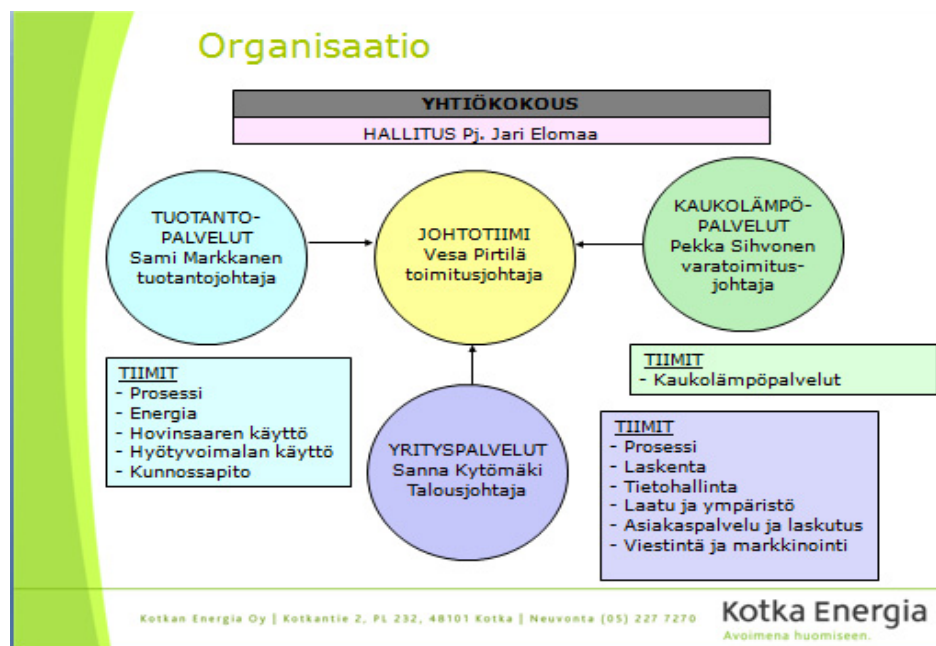 Organisaatio
YHTIÖKOKOUS
HALLITUS Pj. Jari Elomaa
TUOTANTO-
PALVELUT
Sami Markkanen
tuotantojohtaja
JOHTOTIIMI
Vesa Pirtilä
toimitusjohtaja
KAUKOLÄMPÖ-
PALVELUT
Pekka Sihvonen
varatoimitus-
johtaja
TIIMIT
- Prosessi
- Energia
- Hovinsaaren käyttö
- Hyötyvoimalan käyttö
- Kunnossapito
YRITYSPALVELUT
Sanna Kytömäki
Talousjohtaja
TIIMIT
- Kaukolämpöpalvelut
TIIMIT
- Prosessi
- Laskenta
- Tietohallinta
- Laatu ja ympäristö
- Asiakaspalvelu ja laskutus
- Viestintä ja markkinointi
Kotkan Energia Oy | Kotkantie 2, PL 232, 48101 Kotka | Neuvonta (05) 227 7270
Kotka Energia
Avoimena huomiseen.